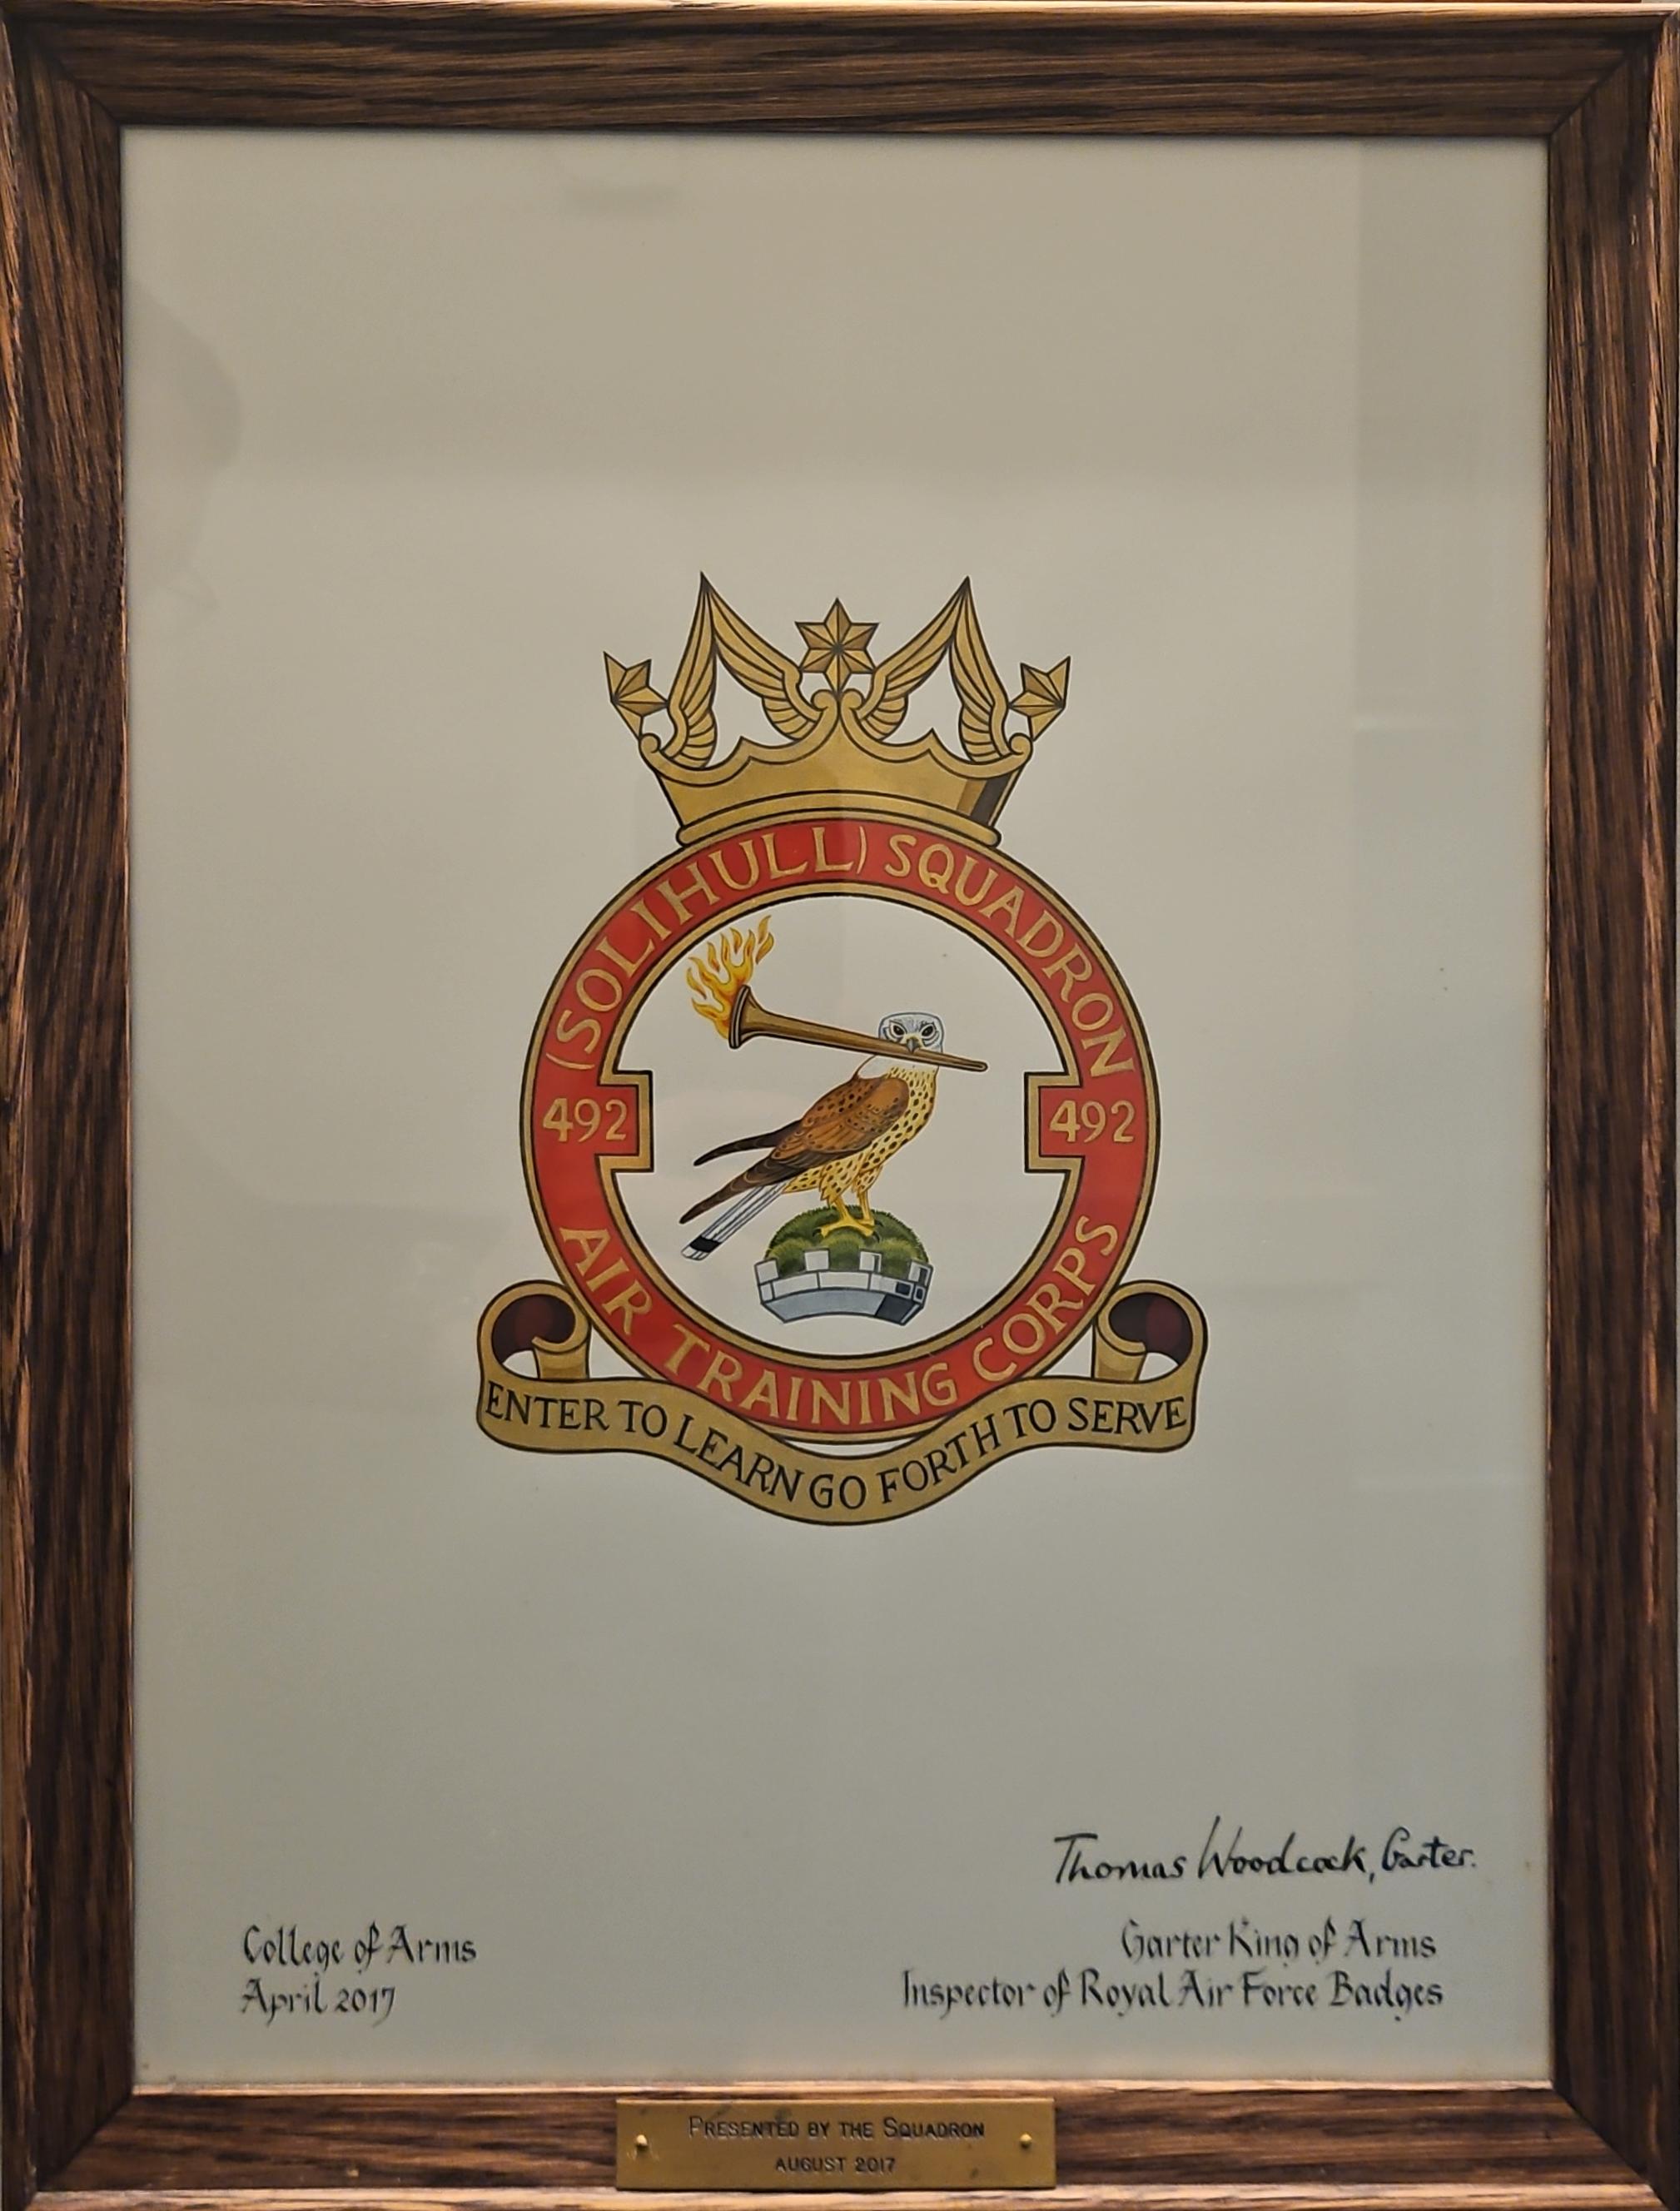 (SOLIHULL) SQUADRON
492
492
AIR TRAINING CORPS
ENTER TO LEARN GO FORTH TO SERVE
Thomas Woodcock, Garter.
College of Arms
April 2017
Garter King of Arms
Inspector of Royal Air Force Badges
PRESENTED BY THE SQUADRON
AUGUST 2017